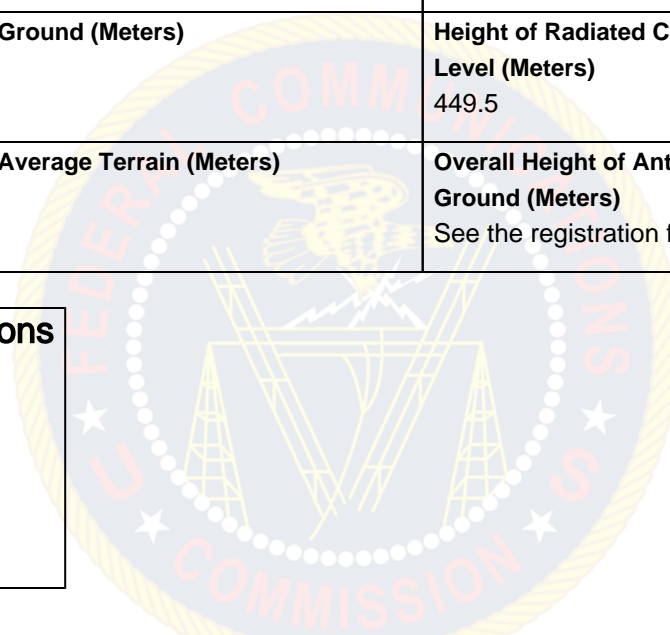 Ground (Meters)
Height of Radiated C
Level (Meters)
449.5
Average Terrain (Meters)
Overall Height of Ant
Ground (Meters)
See the registration f
ons
FEDERAL COMMUNICATIONS
U ★ S
COMMISSION